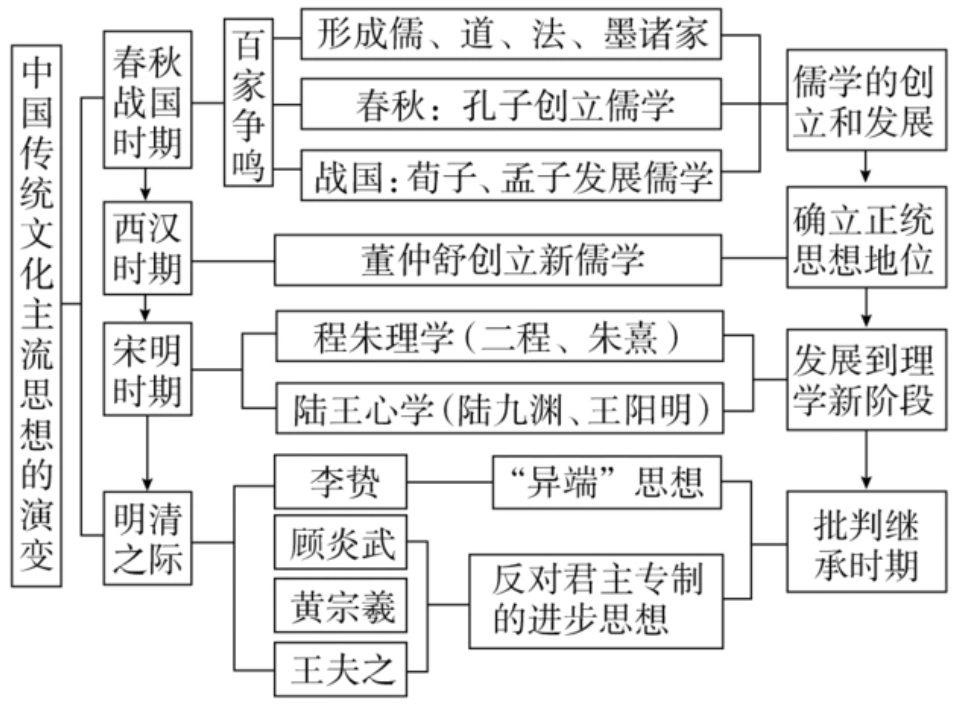 中国传统文化主流思想的演变
春秋
战国
时期
百家争鸣
形成儒、道、法、墨诸家
春秋：孔子创立儒学
战国：荀子、孟子发展儒学
儒学的创
立和发展
西汉
时期
董仲舒创立新儒学
确立正统
思想地位
宋明
时期
程朱理学（二程、朱熹）
陆王心学（陆九渊、王阳明）
发展到理
学新阶段
明清
之际
李贽
“异端”思想
顾炎武
黄宗羲
王夫之
反对君主专制
的进步思想
批判继
承时期